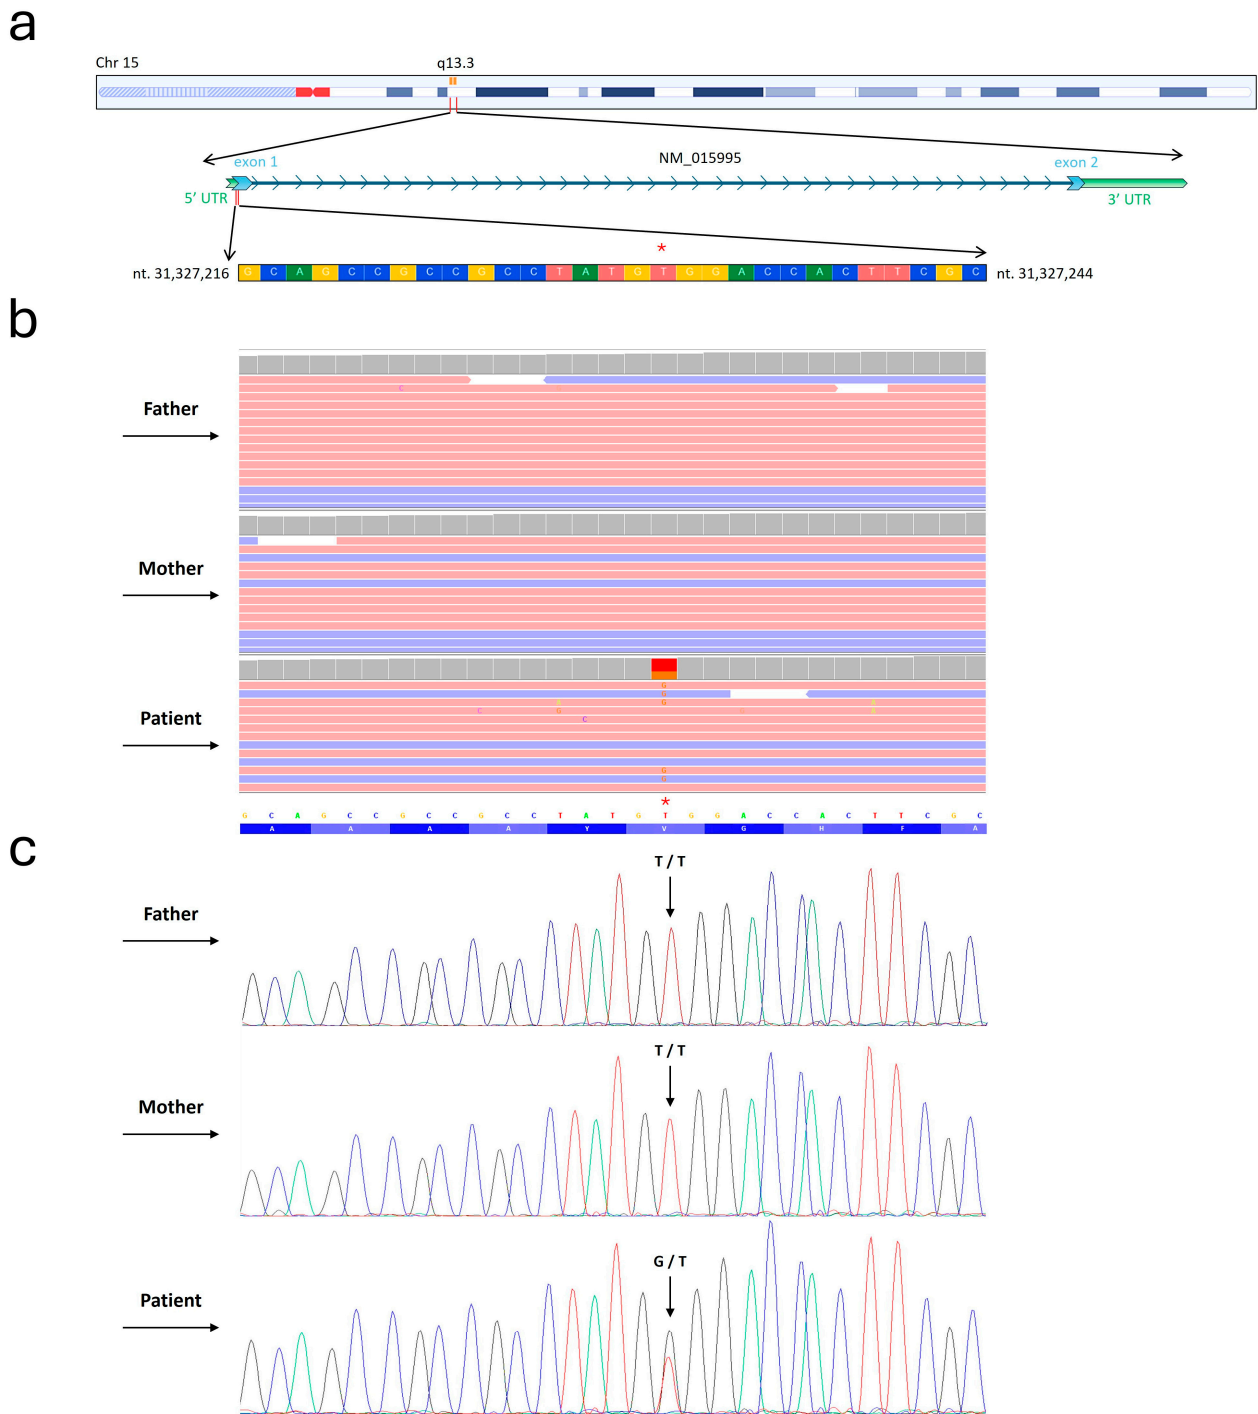 a
Chr 15
q13.3
NM_015995
exon 1
exon 2
5' UTR
3' UTR
*
nt. 31,327,216
G C A G C C G C C G C C T A T G T G G A C C A C T T C G C
nt. 31,327,244
b
C
Father
Mother
G
G
A G A
C G A
C
Patient
G
G
*
G C A G C C G C C G C C T A T G T G G A C C A C T T C G C
A A A A Y V G H F A
c
T / T
Father
T / T
Mother
G / T
Patient